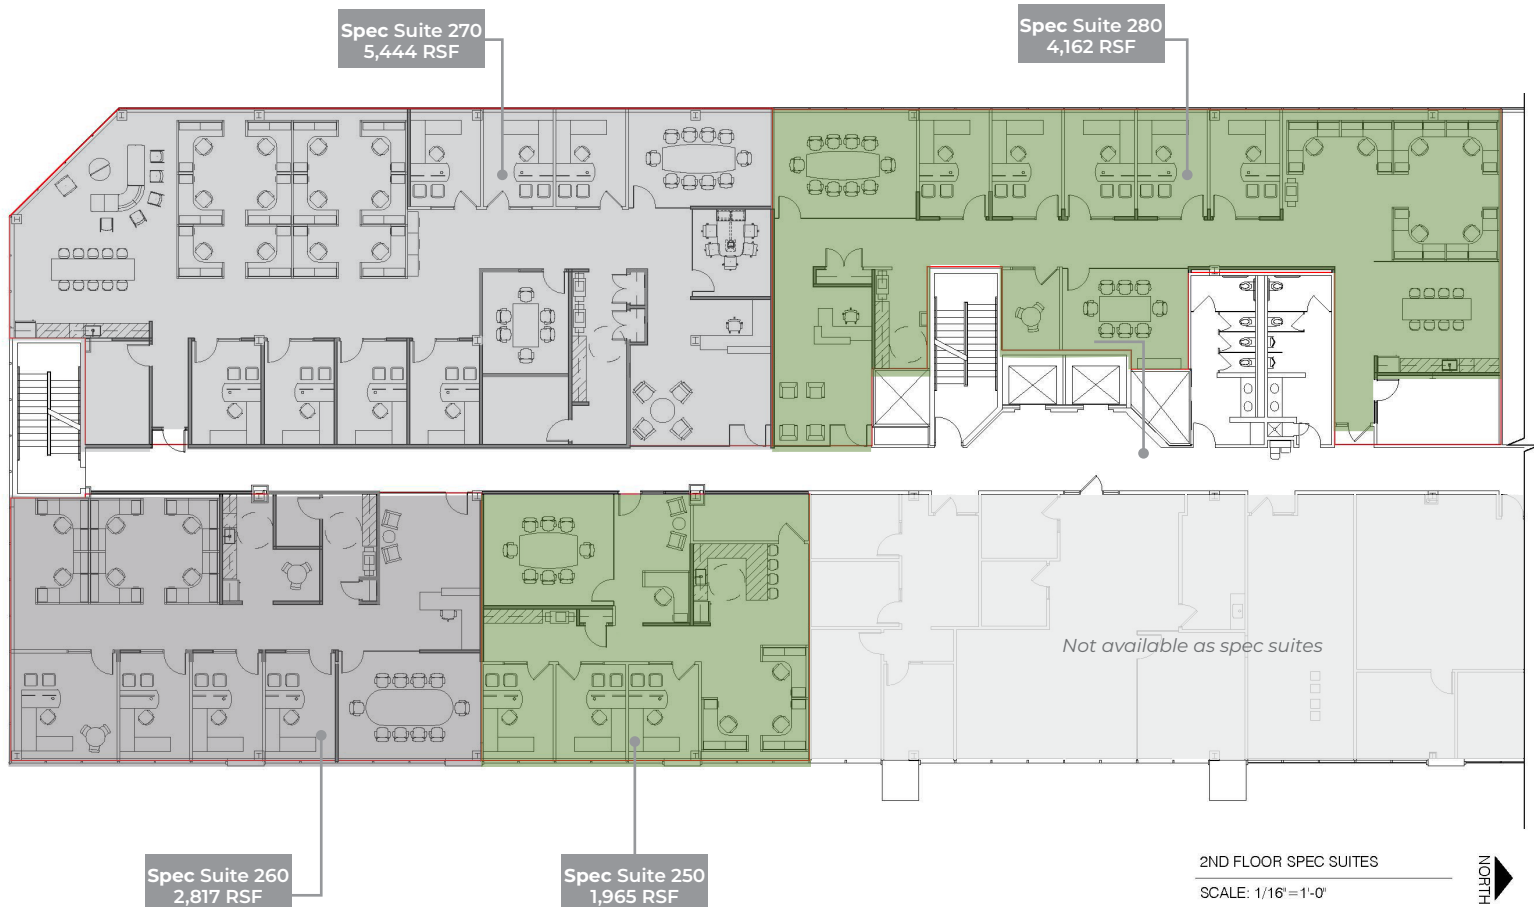 Spec Suite 270
5,444 RSF
Spec Suite 280
4,162 RSF
Not available as spec suites
Spec Suite 260
2,817 RSF
Spec Suite 250
1,965 RSF
2ND FLOOR SPEC SUITES
SCALE: 1/16"=1'-0"
NORTH